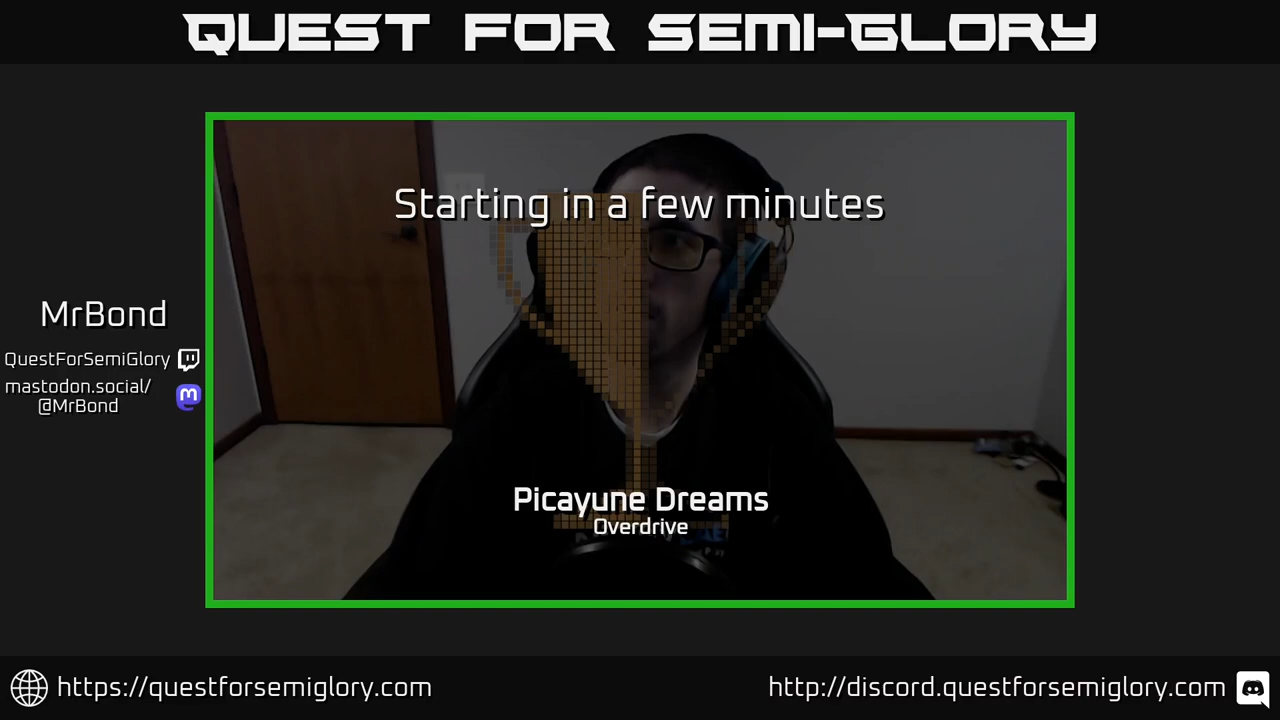 QUEST FOR SEMI-GLORY
Starting in a few minutes
MrBond
QuestForSemiGlory
mastodon.social/
@MrBond
Picayune Dreams
Overdrive
https://questforsemiglory.com
http://discord.questforsemiglory.com